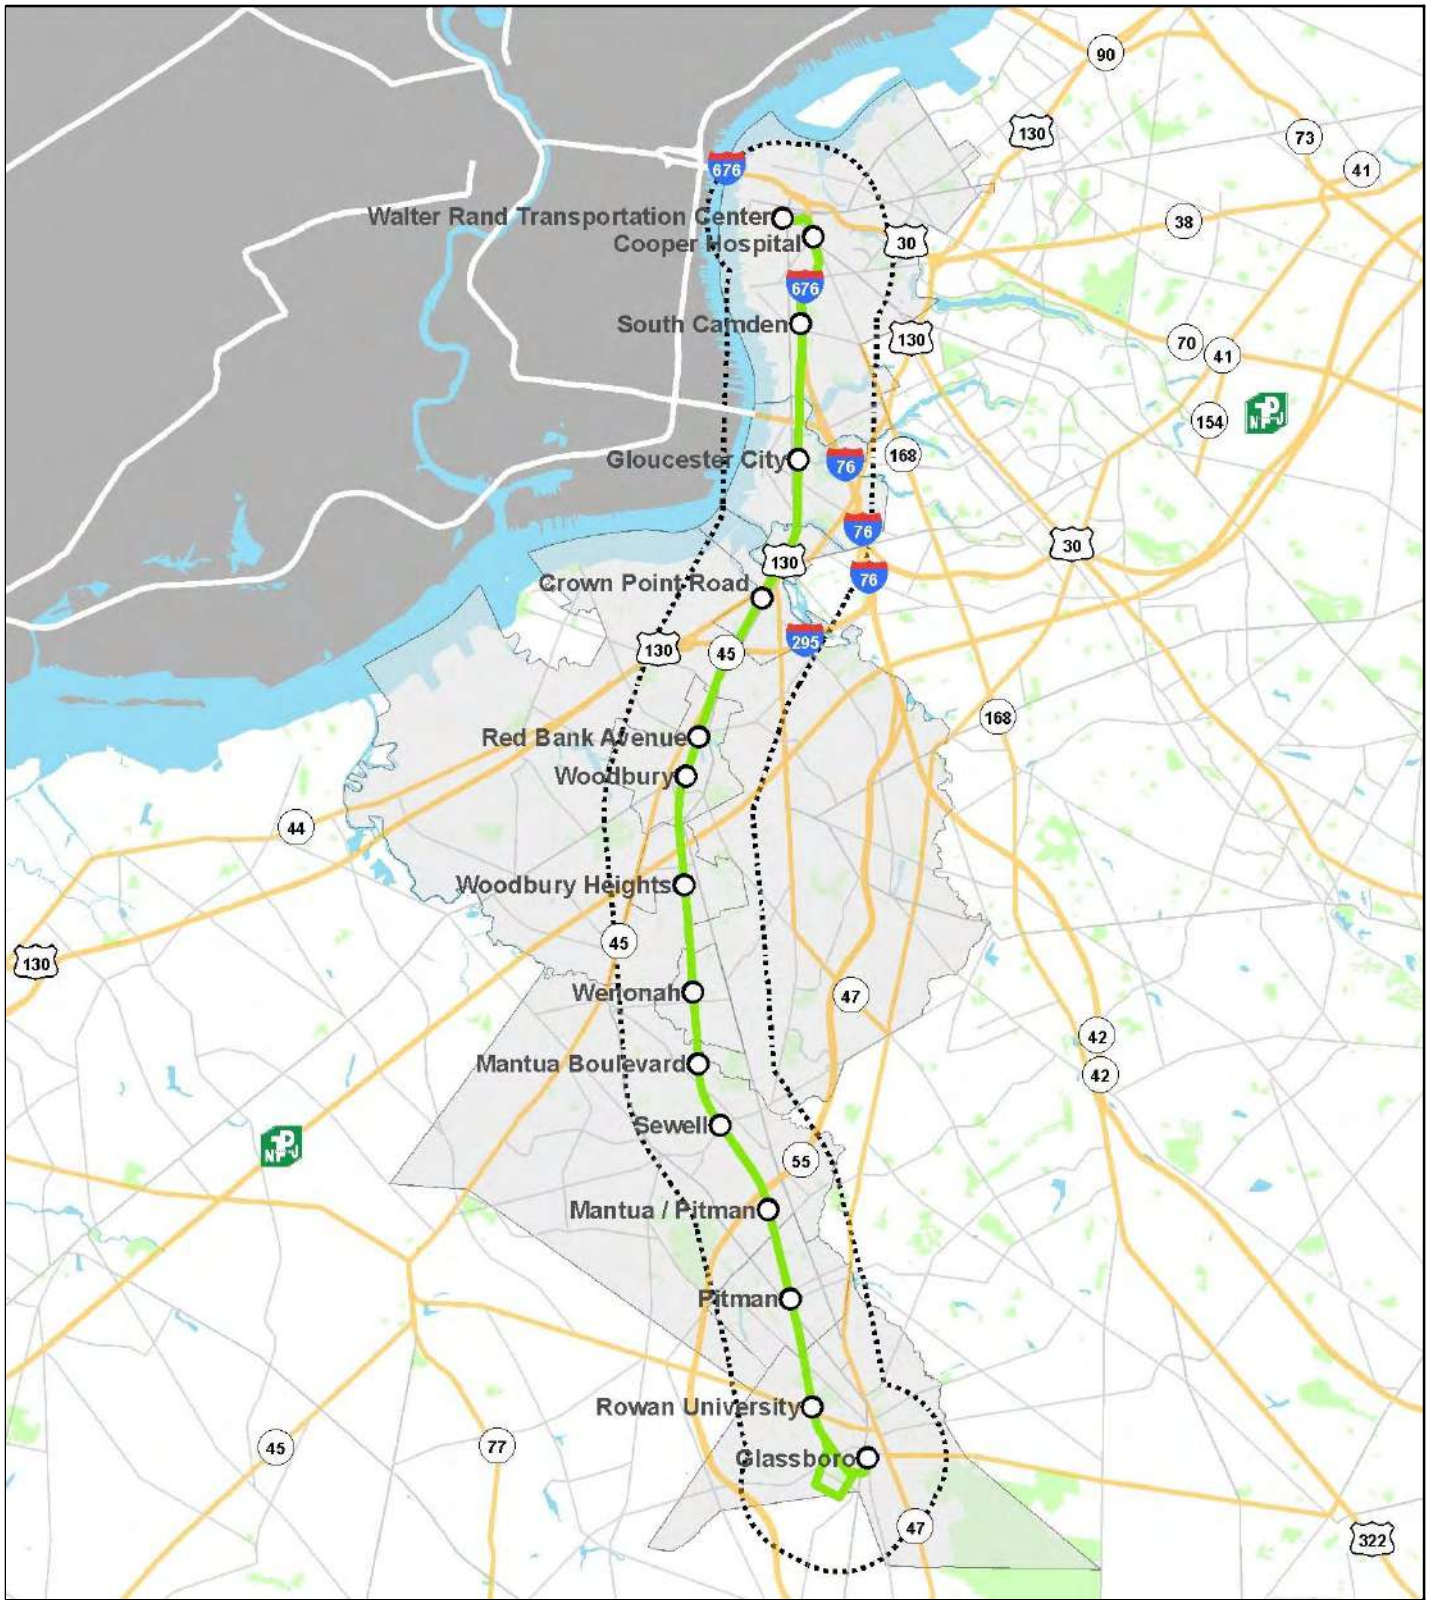 90
130
73
41
676
38
Walter Rand Transportation Center
Cooper Hospital
30
676
South Camden
130
70
41
154
NTPJ
Gloucester City
76
168
76
30
130
76
Crown Point Road
295
130
45
168
Red Bank Avenue
Woodbury
44
Woodbury Heights
45
130
Wenonah
47
42
Mantua Boulevard
42
Sewell
NTPJ
55
Mantua / Pitman
Pitman
Rowan University
45
77
Glassboro
47
322